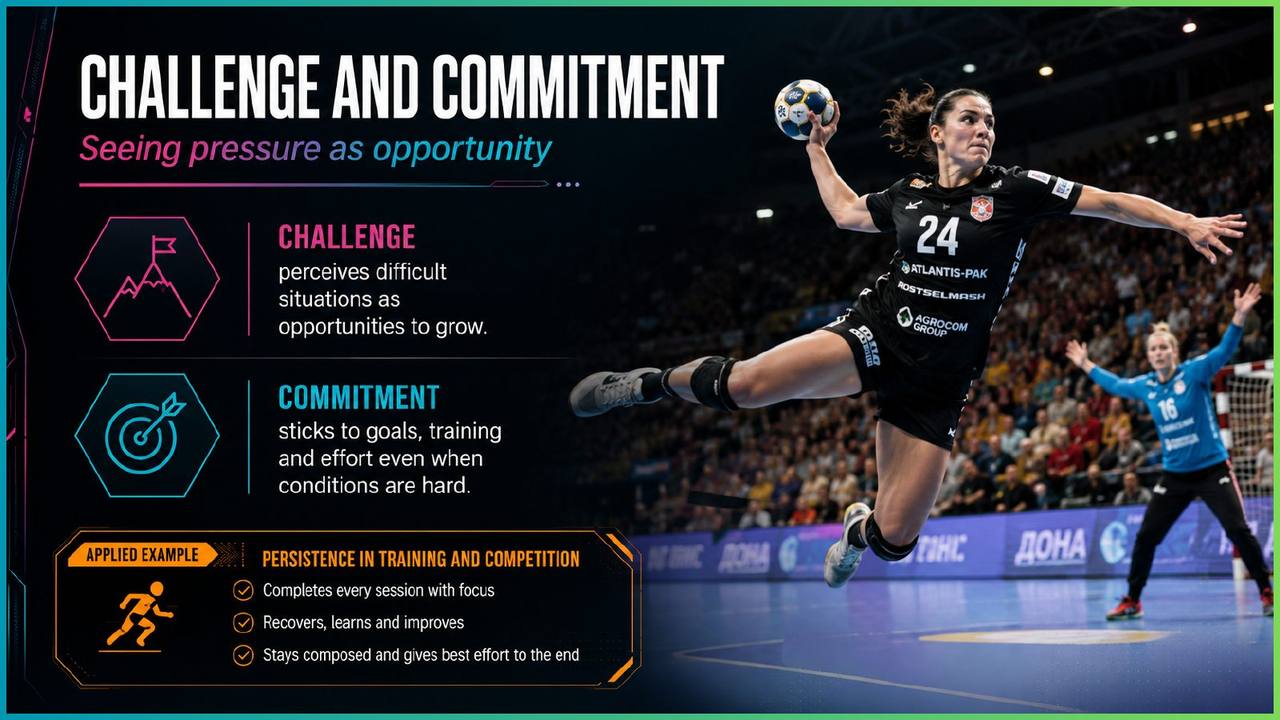 CHALLENGE AND COMMITMENT
Seeing pressure as opportunity
CHALLENGE
perceives difficult
situations as
opportunities to grow.
COMMITMENT
sticks to goals, training
and effort even when
conditions are hard.
APPLIED EXAMPLE
PERSISTENCE IN TRAINING AND COMPETITION
Completes every session with focus
Recovers, learns and improves
Stays composed and gives best effort to the end
24
ATLANTIS-PAK
ROSTSELMASH
AGROCOM
GROUP
16
ДОНА
ДОНА